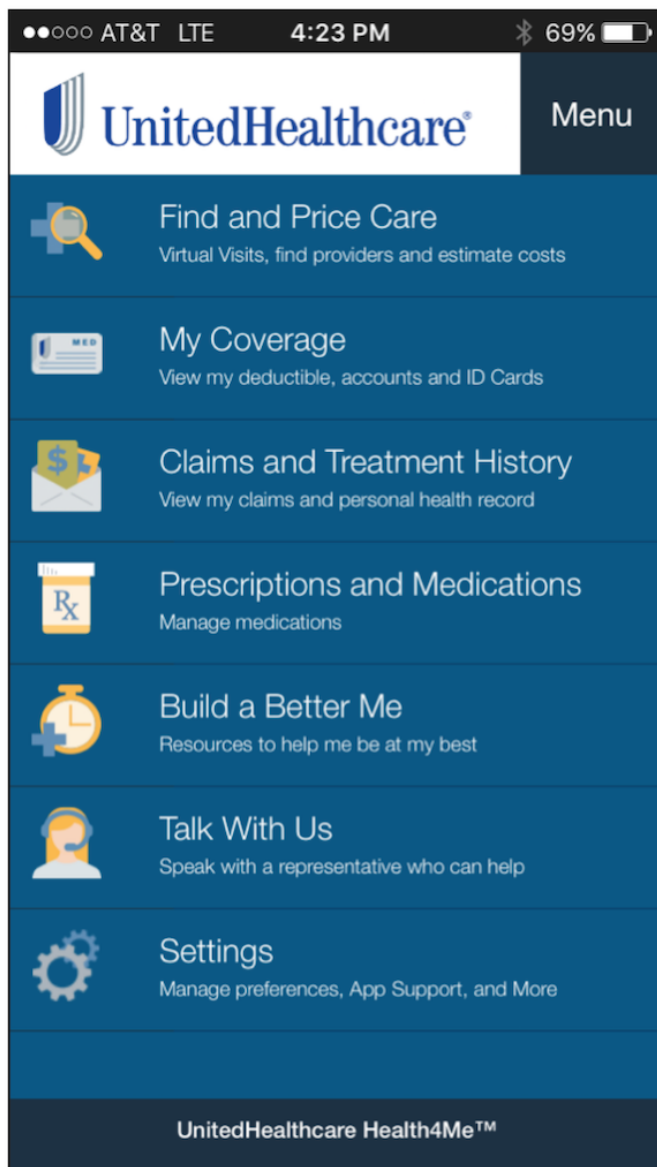 AT&T LTE 4:23 PM 69%
UnitedHealthcare® Menu
Find and Price Care
Virtual Visits, find providers and estimate costs
MED
My Coverage
View my deductible, accounts and ID Cards
$
Claims and Treatment History
View my claims and personal health record
Rx
Prescriptions and Medications
Manage medications
Build a Better Me
Resources to help me be at my best
Talk With Us
Speak with a representative who can help
Settings
Manage preferences, App Support, and More
UnitedHealthcare Health4Me™